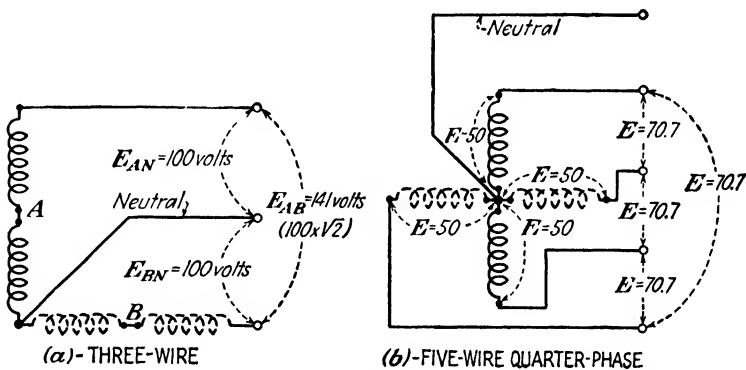 A
E_AN=100 volts
Neutral
E_AB=141 volts
(100x√2)
E_BN=100 volts
B
(a)-THREE-WIRE
Neutral
E=50
E=50
E=50
E=50
E=70.7
E=70.7
E=70.7
E=70.7
(b)-FIVE-WIRE QUARTER-PHASE